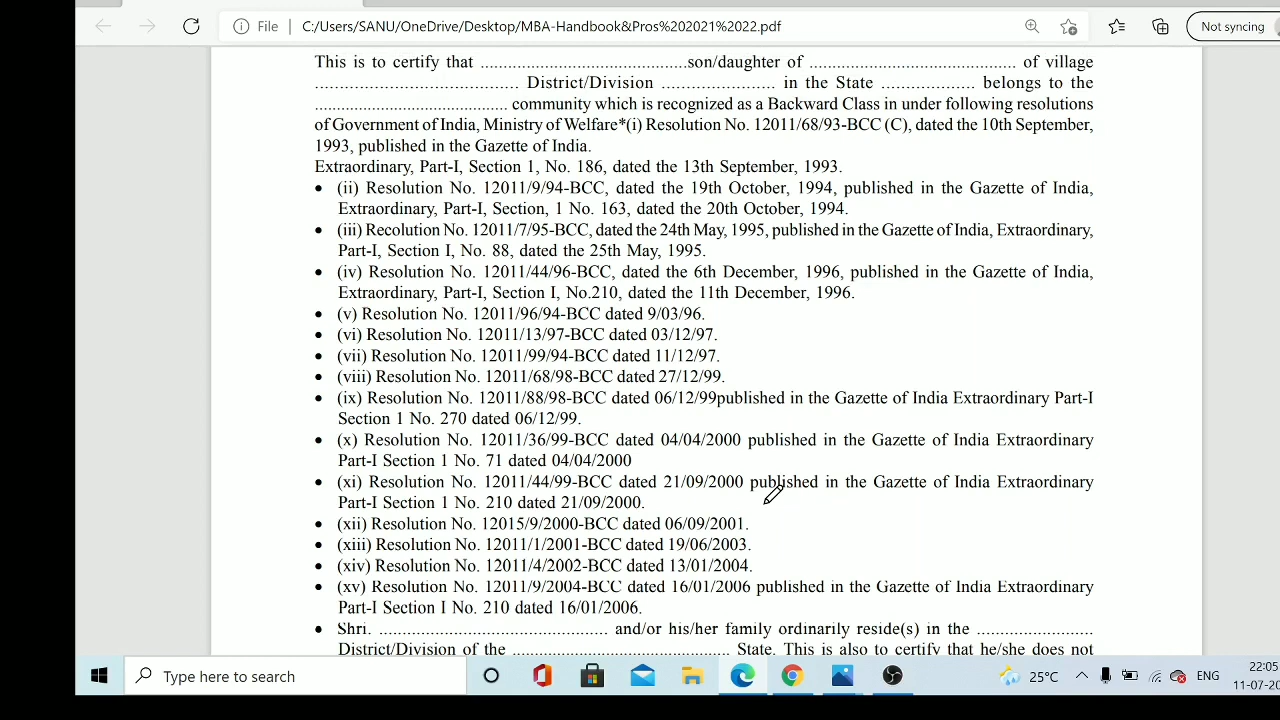 File C:/Users/SANU/OneDrive/Desktop/MBA-Handbook&Pros%202021%2022.pdf Not syncing
This is to certify that ........................................son/daughter of ........................................ of village
........................................ District/Division ...................... in the State .................. belongs to the
..................................... community which is recognized as a Backward Class in under following resolutions
of Government of India, Ministry of Welfare*(i) Resolution No. 12011/68/93-BCC (C), dated the 10th September,
1993, published in the Gazette of India.
Extraordinary, Part-I, Section 1, No. 186, dated the 13th September, 1993.
• (ii) Resolution No. 12011/9/94-BCC, dated the 19th October, 1994, published in the Gazette of India,
Extraordinary, Part-I, Section, 1 No. 163, dated the 20th October, 1994.
• (iii) Recolution No. 12011/7/95-BCC, dated the 24th May, 1995, published in the Gazette of India, Extraordinary,
Part-I, Section I, No. 88, dated the 25th May, 1995.
• (iv) Resolution No. 12011/44/96-BCC, dated the 6th December, 1996, published in the Gazette of India,
Extraordinary, Part-I, Section I, No.210, dated the 11th December, 1996.
• (v) Resolution No. 12011/96/94-BCC dated 9/03/96.
• (vi) Resolution No. 12011/13/97-BCC dated 03/12/97.
• (vii) Resolution No. 12011/99/94-BCC dated 11/12/97.
• (viii) Resolution No. 12011/68/98-BCC dated 27/12/99.
• (ix) Resolution No. 12011/88/98-BCC dated 06/12/99published in the Gazette of India Extraordinary Part-I
Section 1 No. 270 dated 06/12/99.
• (x) Resolution No. 12011/36/99-BCC dated 04/04/2000 published in the Gazette of India Extraordinary
Part-I Section 1 No. 71 dated 04/04/2000
• (xi) Resolution No. 12011/44/99-BCC dated 21/09/2000 published in the Gazette of India Extraordinary
Part-I Section 1 No. 210 dated 21/09/2000.
• (xii) Resolution No. 12015/9/2000-BCC dated 06/09/2001.
• (xiii) Resolution No. 12011/1/2001-BCC dated 19/06/2003.
• (xiv) Resolution No. 12011/4/2002-BCC dated 13/01/2004.
• (xv) Resolution No. 12011/9/2004-BCC dated 16/01/2006 published in the Gazette of India Extraordinary
Part-I Section I No. 210 dated 16/01/2006.
• Shri. ........................................ and/or his/her family ordinarily reside(s) in the ......................
District/Division of the ........................................ State. This is also to certify that he/she does not
Type here to search 25°C ENG 22:05
11-07-20